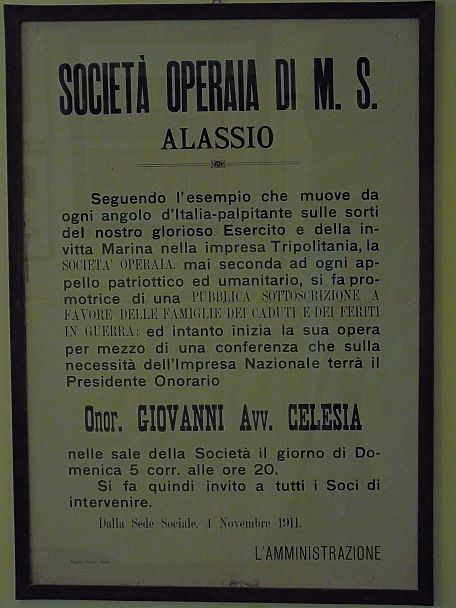 SOCIETÀ OPERAIA DI M. S.
ALASSIO
Seguendo l'esempio che muove da
ogni angolo d'Italia-palpitante sulle sorti
del nostro glorioso Esercito e della in-
vitta Marina nella impresa Tripolitania, la
SOCIETA' OPERAIA, mai seconda ad ogni ap-
pello patriottico ed umanitario, si fa pro-
motrice di una PUBBLICA SOTTOSCRIZIONE A
FAVORE DELLE FAMIGLIE DEI CADUTI E DEI FERITI
IN GUERRA; ed intanto inizia la sua opera
per mezzo di una conferenza che sulla
necessità dell'Impresa Nazionale terrà il
Presidente Onorario
Onor. GIOVANNI Avv. CELESIA
nelle sale della Società il giorno di Do-
menica 5 corr. alle ore 20.
Si fa quindi invito a tutti i Soci di
intervenire.
Dalla Sede Sociale, 4 Novembre 1911.
L'AMMINISTRAZIONE